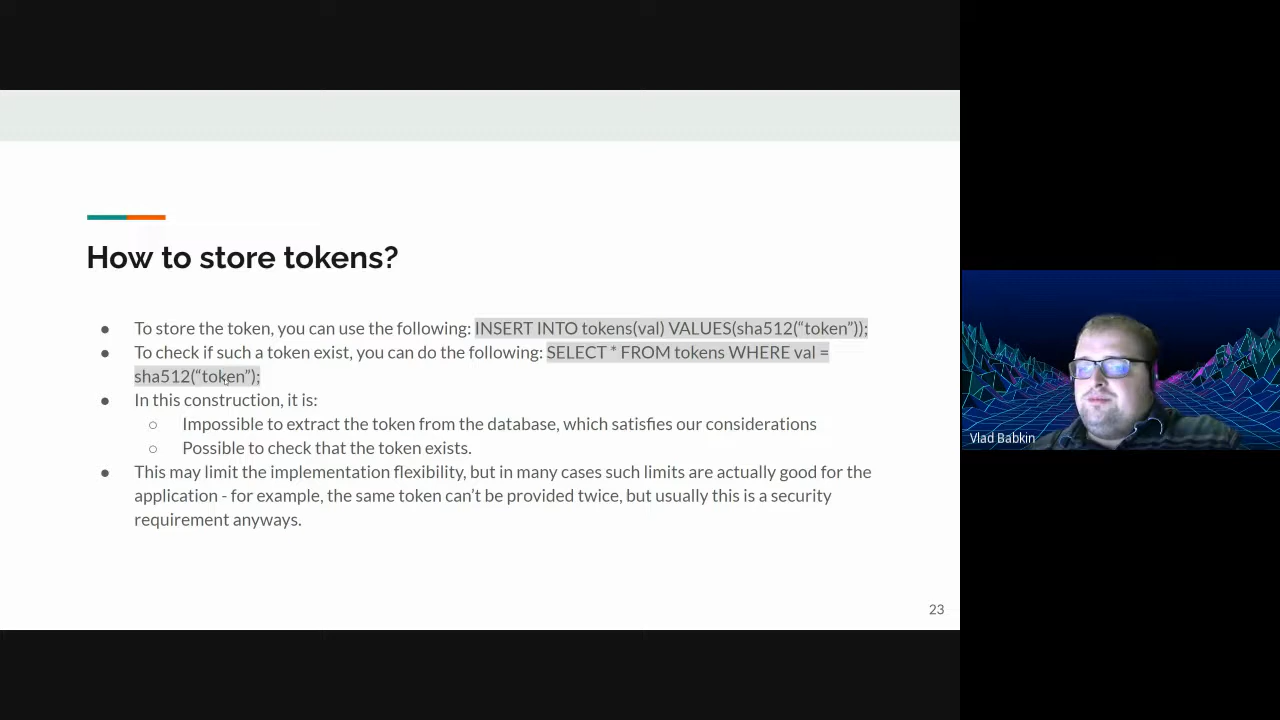 How to store tokens?
● To store the token, you can use the following: INSERT INTO tokens(val) VALUES(sha512(“token”));
● To check if such a token exist, you can do the following: SELECT * FROM tokens WHERE val =
sha512(“token”);
● In this construction, it is:
○ Impossible to extract the token from the database, which satisfies our considerations
○ Possible to check that the token exists.
● This may limit the implementation flexibility, but in many cases such limits are actually good for the
application - for example, the same token can’t be provided twice, but usually this is a security
requirement anyways.
23
Vlad Babkin